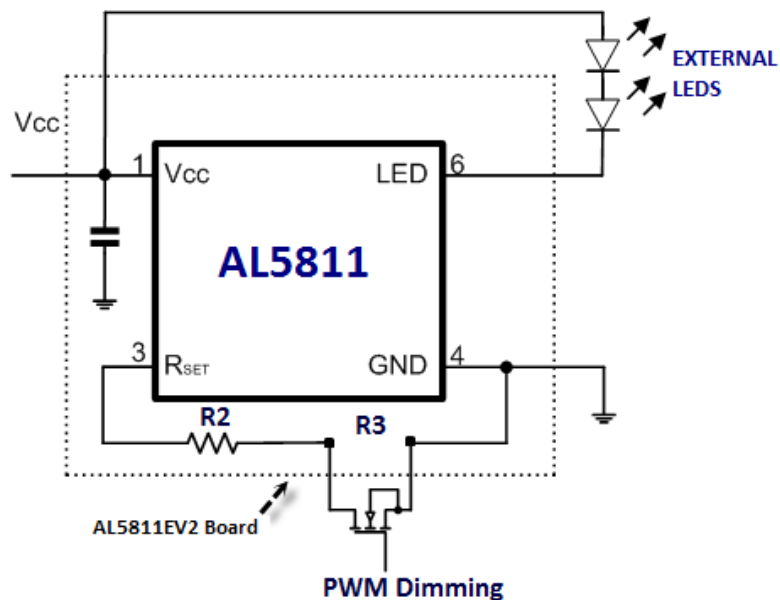 EXTERNAL
LEDS
Vcc
1
Vcc
LED
6
AL5811
3
RSET
GND
4
R2
R3
AL5811EV2 Board
PWM Dimming